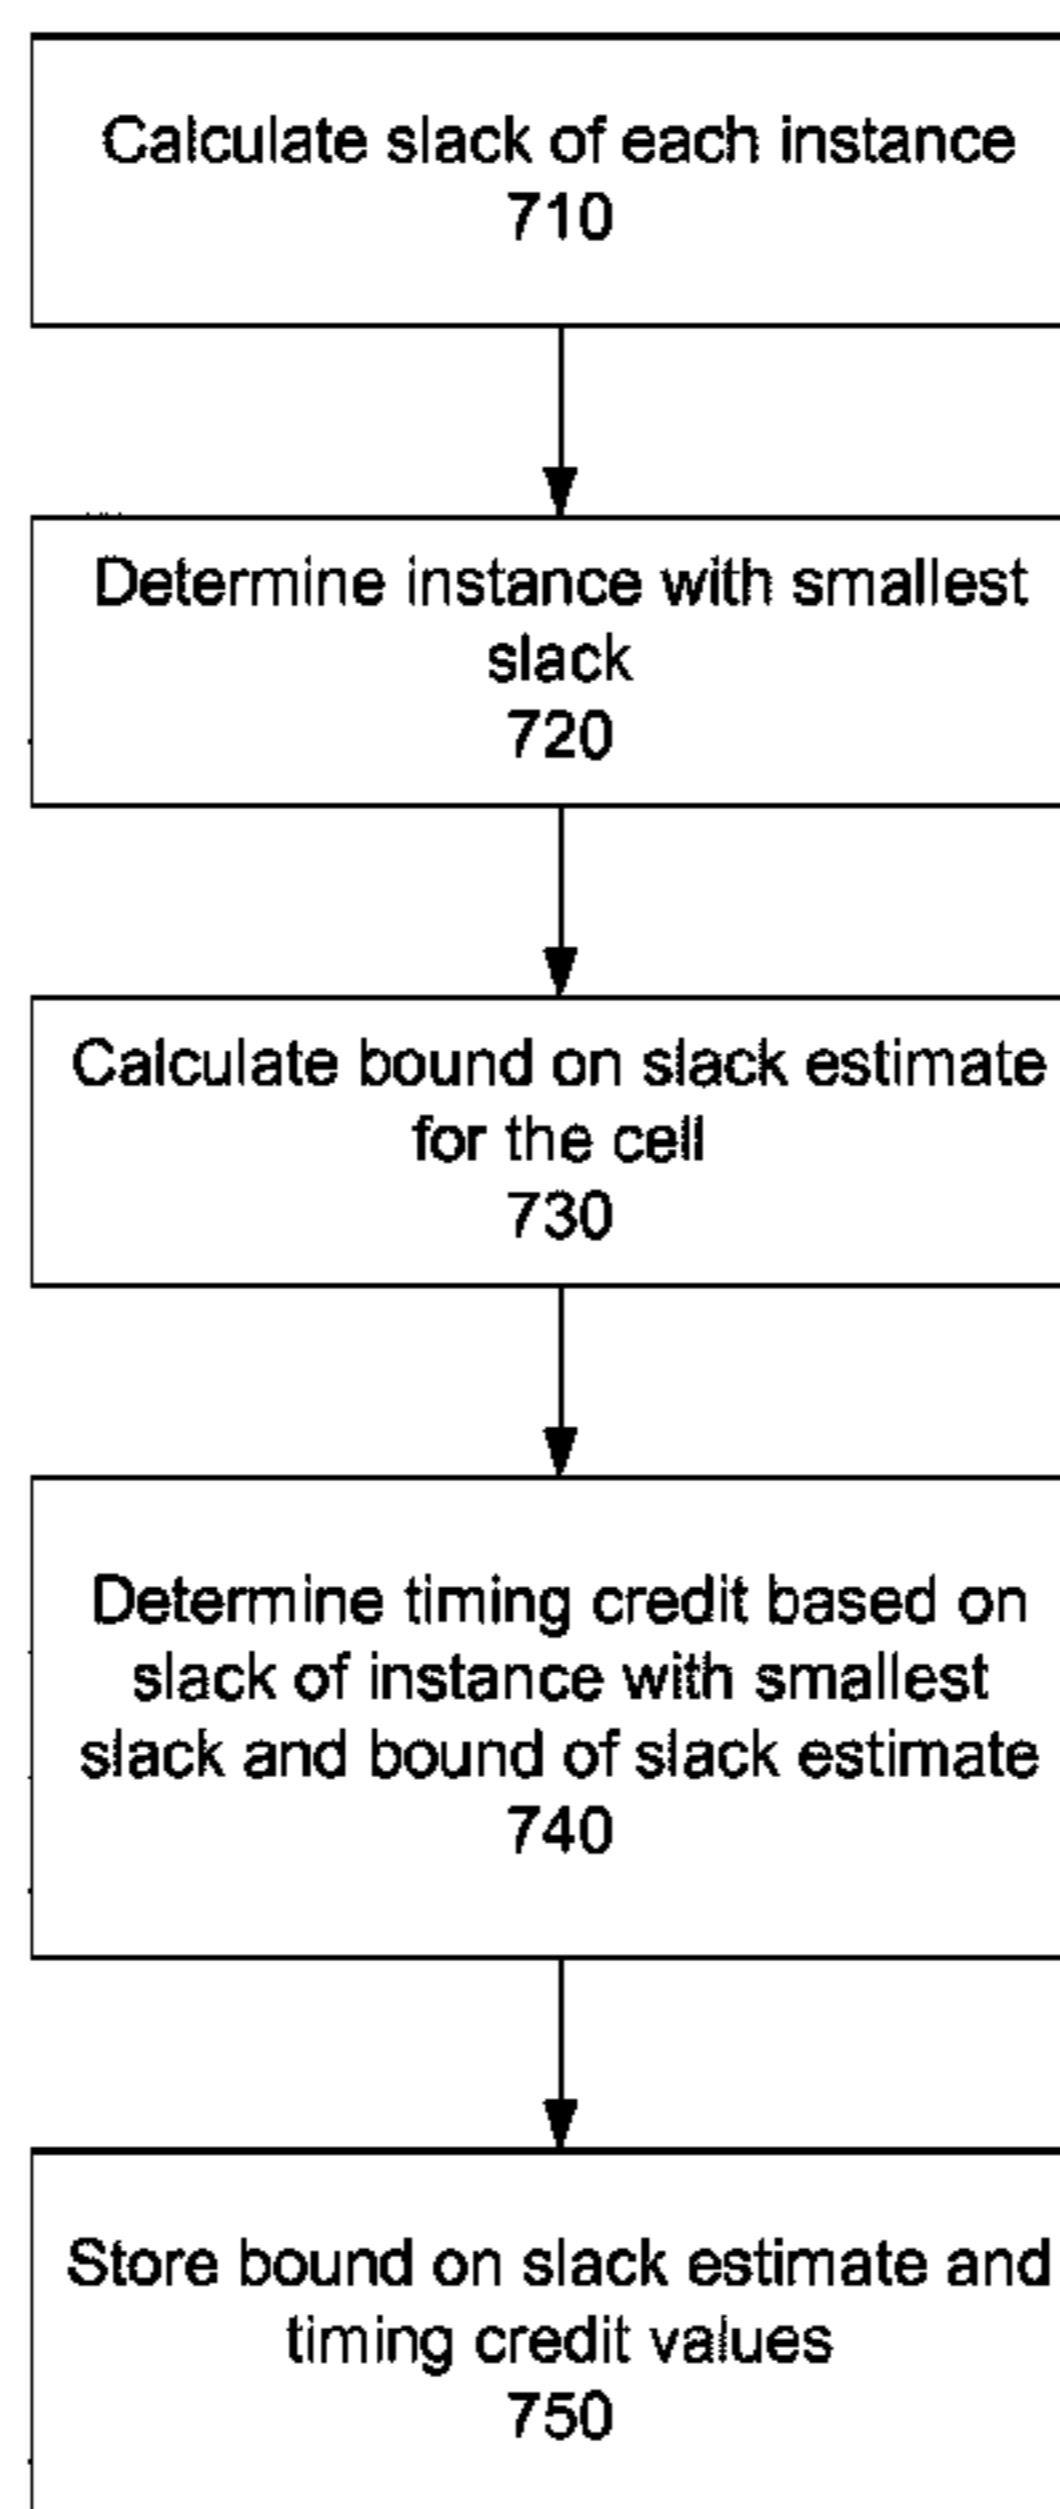 Calculate slack of each instance
710
Determine instance with smallest
slack
720
Calculate bound on slack estimate
for the cell
730
Determine timing credit based on
slack of instance with smallest
slack and bound of slack estimate
740
Store bound on slack estimate and
timing credit values
750